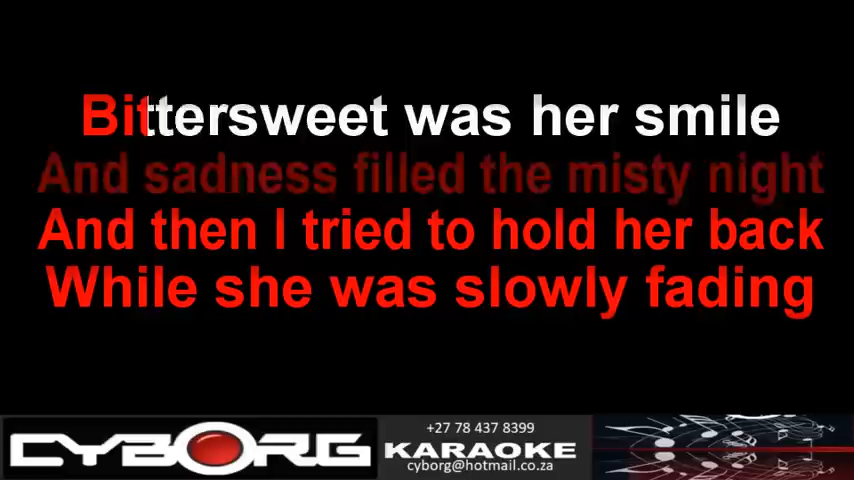 Bittersweet was her smile
And sadness filled the misty night
And then I tried to hold her back
While she was slowly fading
CYBORG
+27 78 437 8399
KARAOKE
cyborg@hotmail.co.za